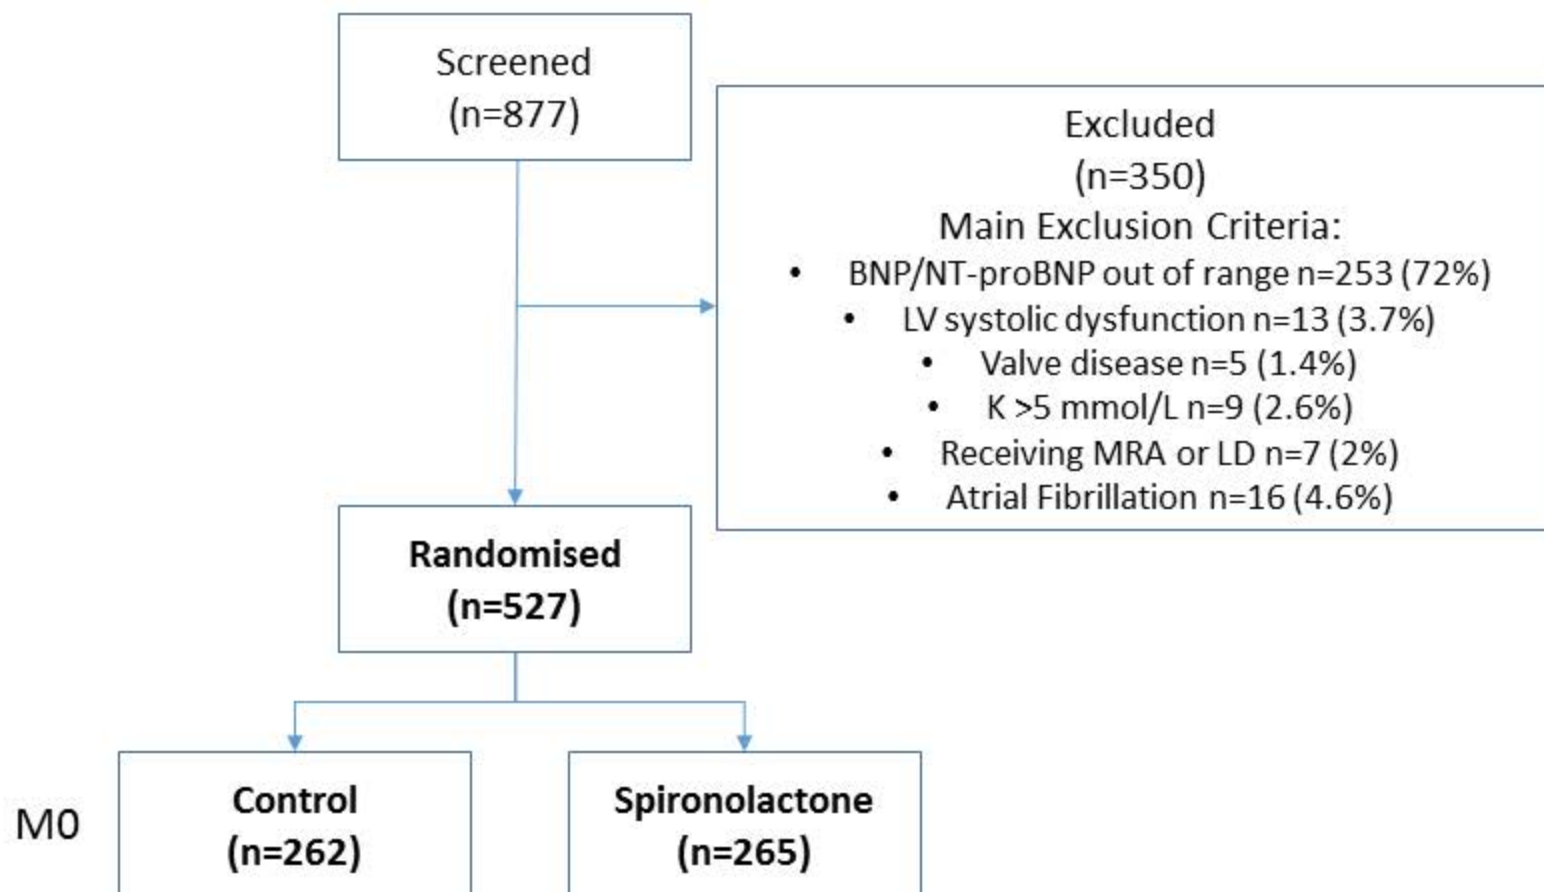 Screened
(n=877)
Excluded
(n=350)
Main Exclusion Criteria:
• BNP/NT-proBNP out of range n=253 (72%)
• LV systolic dysfunction n=13 (3.7%)
• Valve disease n=5 (1.4%)
• K >5 mmol/L n=9 (2.6%)
• Receiving MRA or LD n=7 (2%)
• Atrial Fibrillation n=16 (4.6%)
Randomised
(n=527)
M0
Control
(n=262)
Spironolactone
(n=265)